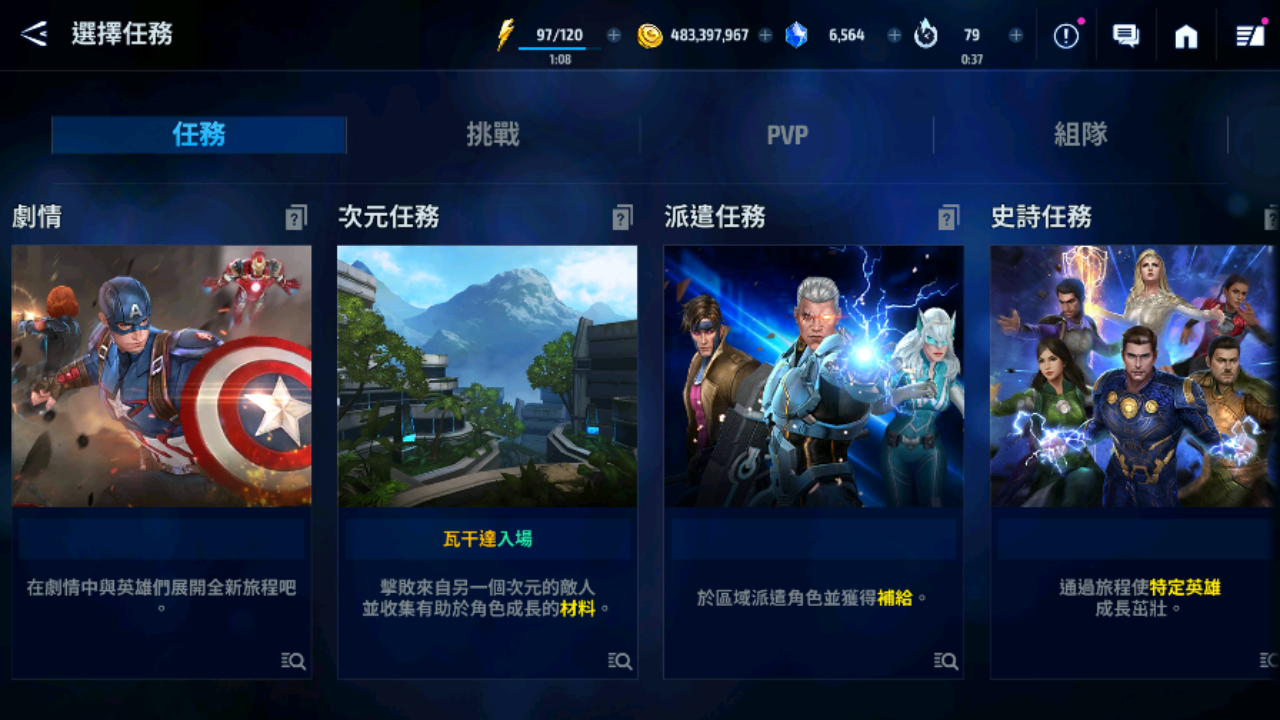 選擇任務
97/120
1:08
483,397,967
6,564
79
0:37
任務
挑戰
PVP
組隊
劇情
次元任務
派遣任務
史詩任務
瓦干達入場
在劇情中與英雄們展開全新旅程吧
。
擊敗來自另一個次元的敵人
並收集有助於角色成長的材料。
於區域派遣角色並獲得補給。
通過旅程使特定英雄
成長茁壯。